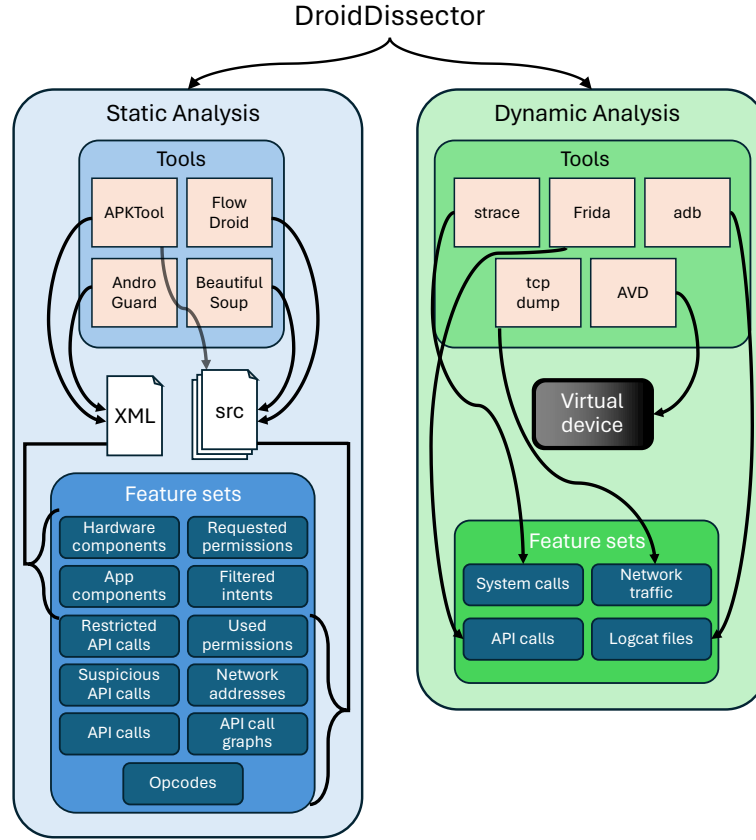 DroidDissector
Static Analysis
Tools
APKTool
Flow
Droid
Andro
Guard
Beautiful
Soup
XML
src
Feature sets
Hardware
components
Requested
permissions
App
components
Filtered
intents
Restricted
API calls
Used
permissions
Suspicious
API calls
Network
addresses
API calls
API call
graphs
Opcodes
Dynamic Analysis
Tools
strace
Frida
adb
tcp
dump
AVD
Virtual
device
Feature sets
System calls
Network
traffic
API calls
Logcat files